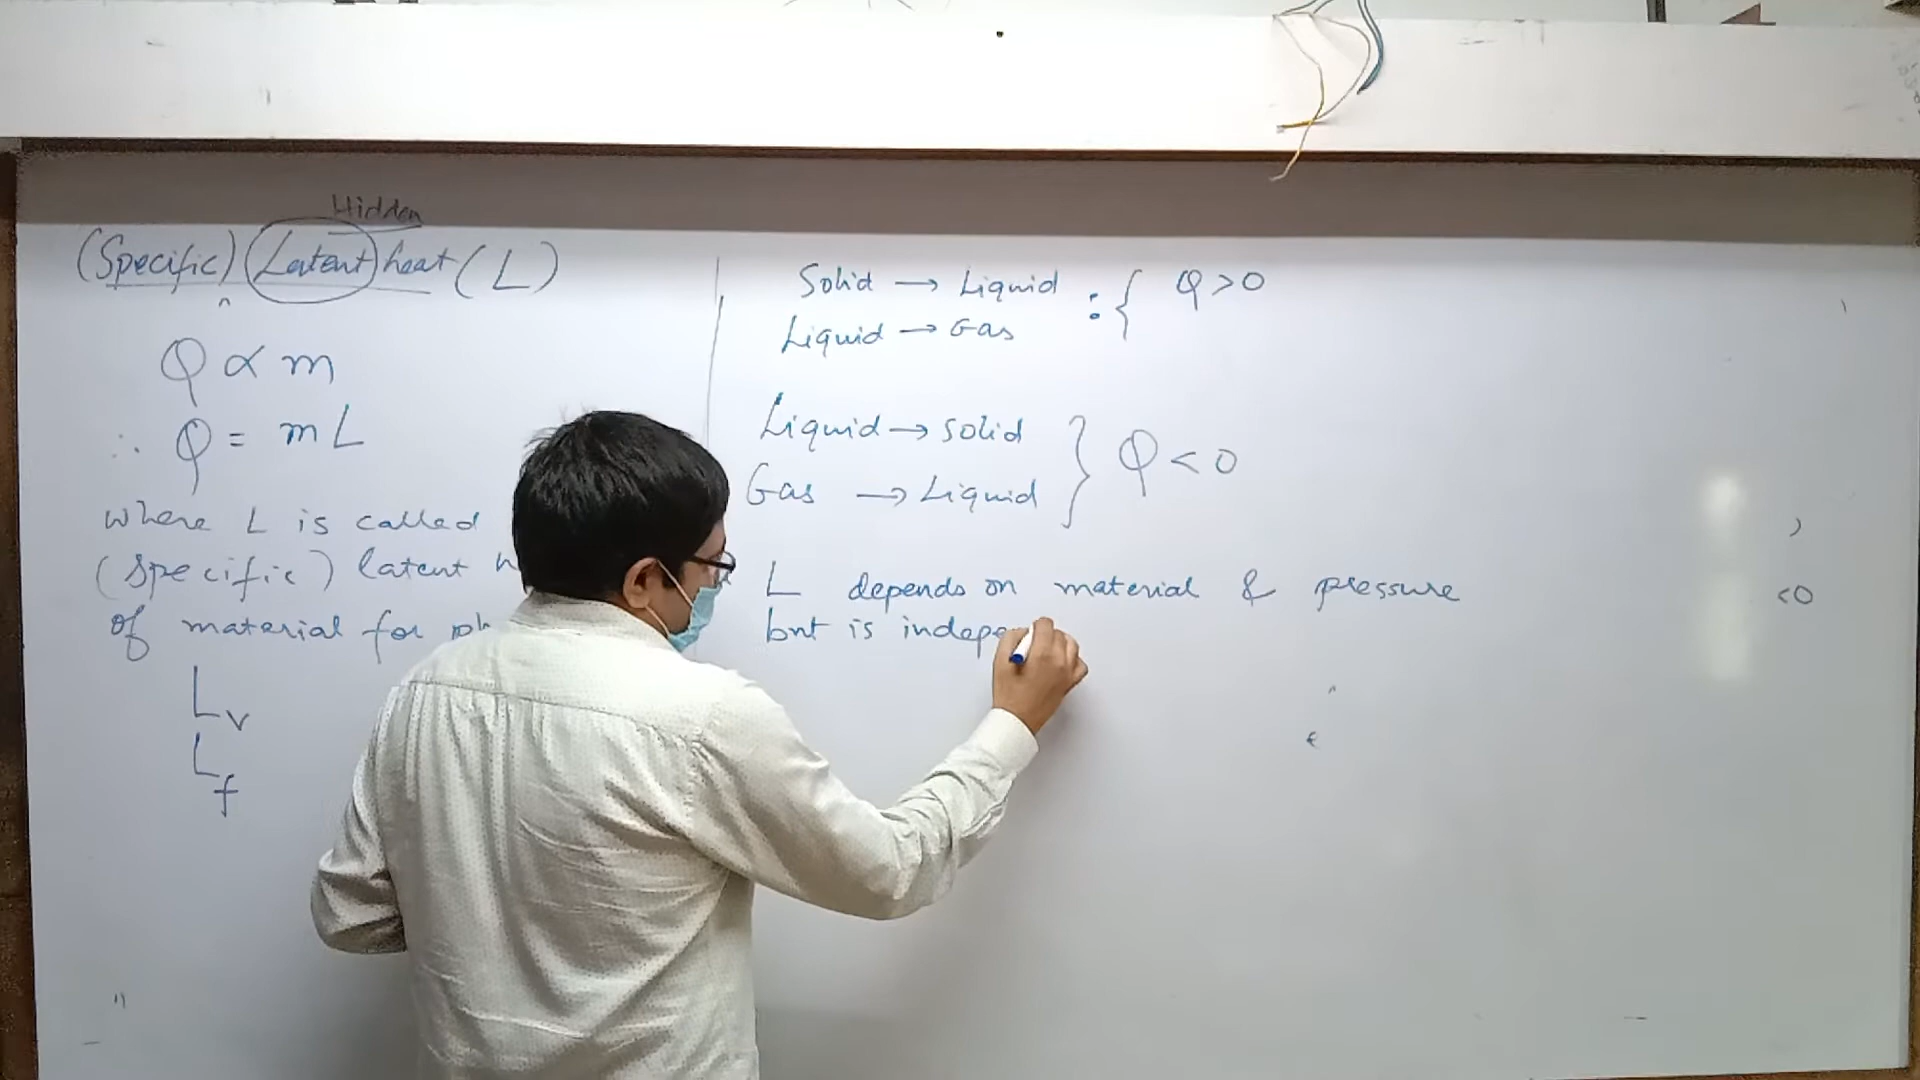 Hidden
(Specific) Latent heat (L)
Q ∝ m
∴ Q = mL
where L is called
(specific) latent
of material for
Lv
Lf
Solid → Liquid : { Q > 0
Liquid → Gas
Liquid → solid } Q < 0
Gas → Liquid
L depends on material & pressure
but is indepe
<0